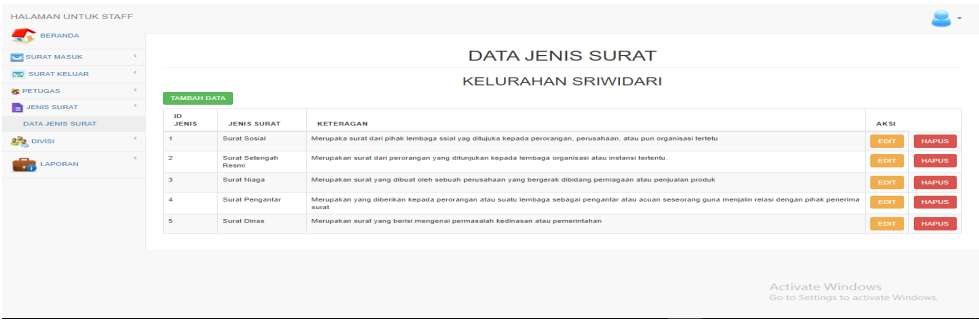 HALAMAN UNTUK STAFF
BERANDA
SURAT MASUK
SURAT KELUAR
PETUGAS
JENIS SURAT
DATA JENIS SURAT
DIVISI
LAPORAN
DATA JENIS SURAT
KELURAHAN SRIWIDARI
TAMBAH DATA
ID JENIS JENIS SURAT KETERAGAN AKSI
1 Surat Sosial Merupaka surat dari pihak lembaga ssial yag ditujuka kepada perorangan, perusahaan, atau pun organisasi tertetu EDIT HAPUS
2 Surat Setengah Resmi Merupakan surat dari perorangan yang ditunjukan kepada lembaga organisasi atau instansi tertentu. EDIT HAPUS
3 Surat Niaga Merupakan surat yang dibuat oleh sebuah perusahaan yang bergerak dibidang perniagaan atau penjualan produk EDIT HAPUS
4 Surat Pengantar Merupakan yang diberikan kepada perorangan atau suatu lembaga sebagai pengantar atau acuan seseorang guna menjalin relasi dengan pihak penerima surat EDIT HAPUS
5 Surat Dinas Merupakan surat yang berisi mengenai permasalah kedinasan atau pemerintahan EDIT HAPUS
Activate Windows
Go to Settings to activate Windows.